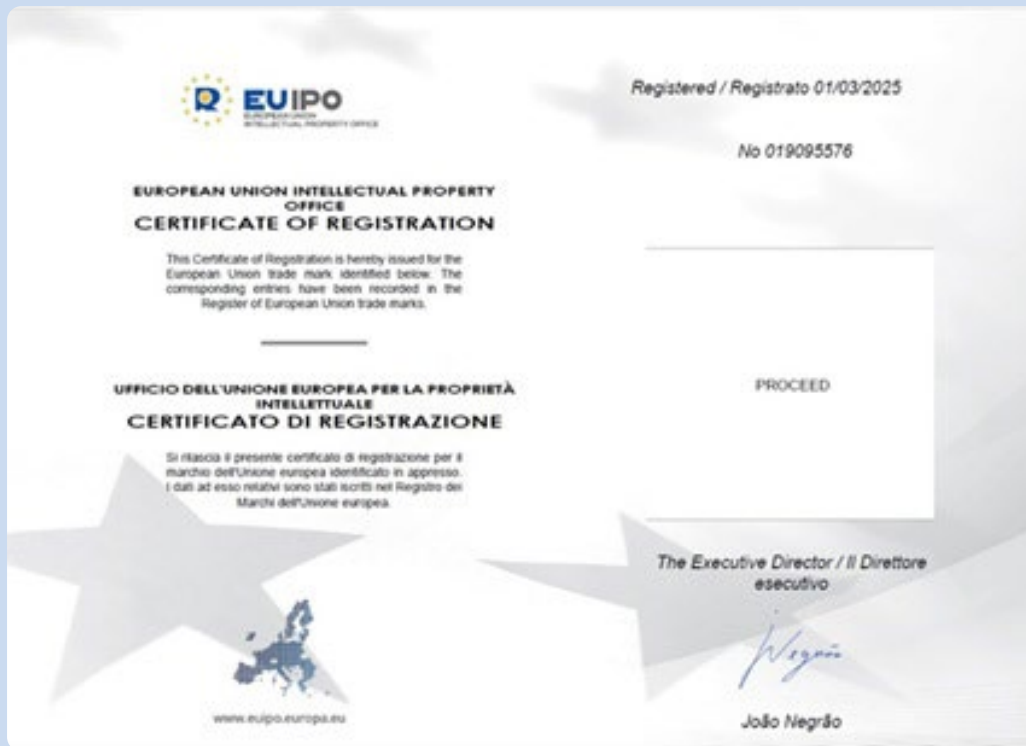 EUIPO
EUROPEAN UNION
INTELLECTUAL PROPERTY OFFICE
EUROPEAN UNION INTELLECTUAL PROPERTY
OFFICE
CERTIFICATE OF REGISTRATION
This Certificate of Registration is hereby issued for the
European Union trade mark identified below. The
corresponding entries have been recorded in the
Register of European Union trade marks.
UFFICIO DELL'UNIONE EUROPEA PER LA PROPRIETÀ
INTELLETTUALE
CERTIFICATO DI REGISTRAZIONE
Si rilascia il presente certificato di registrazione per il
marchio dell'Unione europea identificato in appresso.
I dati ad esso relativi sono stati iscritti nel Registro dei
Marchi dell'Unione europea.
www.euipo.europa.eu
Registered / Registrato 01/03/2025
No 019095576
PROCEED
The Executive Director / Il Direttore
esecutivo
Negrão
João Negrão